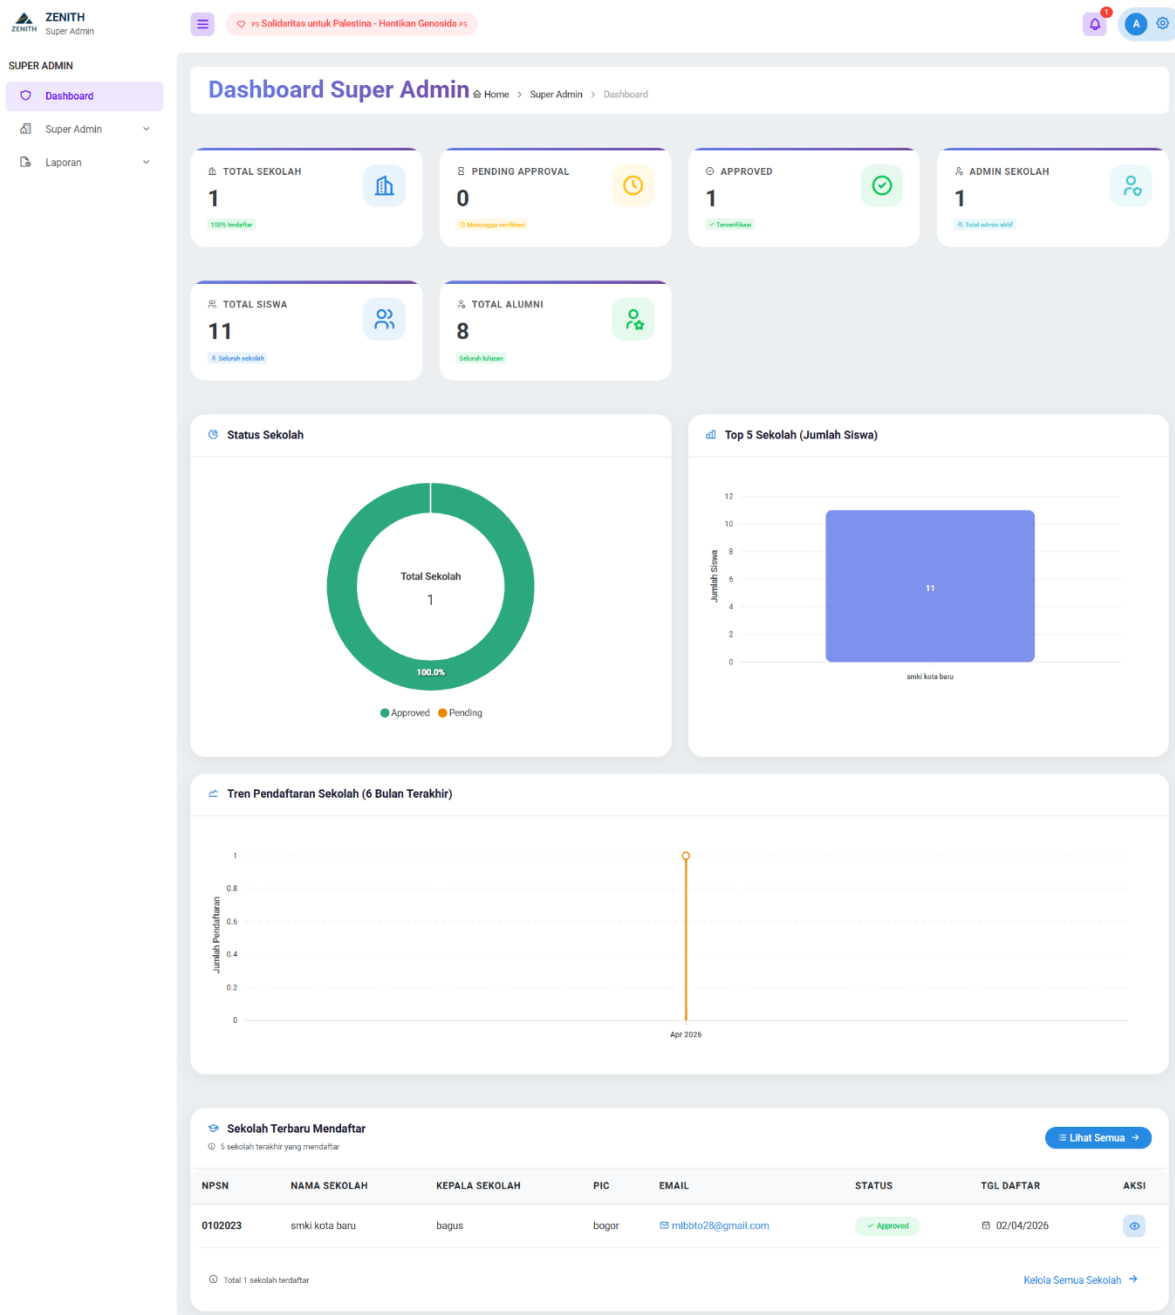 ZENITH
ZENITH
Super Admin
PS Solidaritas untuk Palestina - Hentikan Genosida PS
1
A
SUPER ADMIN
Dashboard
Super Admin
Laporan
Dashboard Super Admin
Home > Super Admin > Dashboard
TOTAL SEKOLAH
1
100% terdaftar
PENDING APPROVAL
0
Menunggu verifikasi
APPROVED
1
Terverifikasi
ADMIN SEKOLAH
1
Total admin aktif
TOTAL SISWA
11
Seluruh sekolah
TOTAL ALUMNI
8
Seluruh lulusan
Status Sekolah
Total Sekolah
1
100.0%
Approved Pending
Top 5 Sekolah (Jumlah Siswa)
Jumlah Siswa
12
10
8
6
4
2
0
11
smki kota baru
Tren Pendaftaran Sekolah (6 Bulan Terakhir)
Jumlah Pendaftaran
1
0.8
0.6
0.4
0.2
0
Apr 2026
Sekolah Terbaru Mendaftar
5 sekolah terakhir yang mendaftar
Lihat Semua
NPSN NAMA SEKOLAH KEPALA SEKOLAH PIC EMAIL STATUS TGL DAFTAR AKSI
0102023 smki kota baru bagus bogor mlbbto28@gmail.com Approved 02/04/2026
Total 1 sekolah terdaftar
Kelola Semua Sekolah